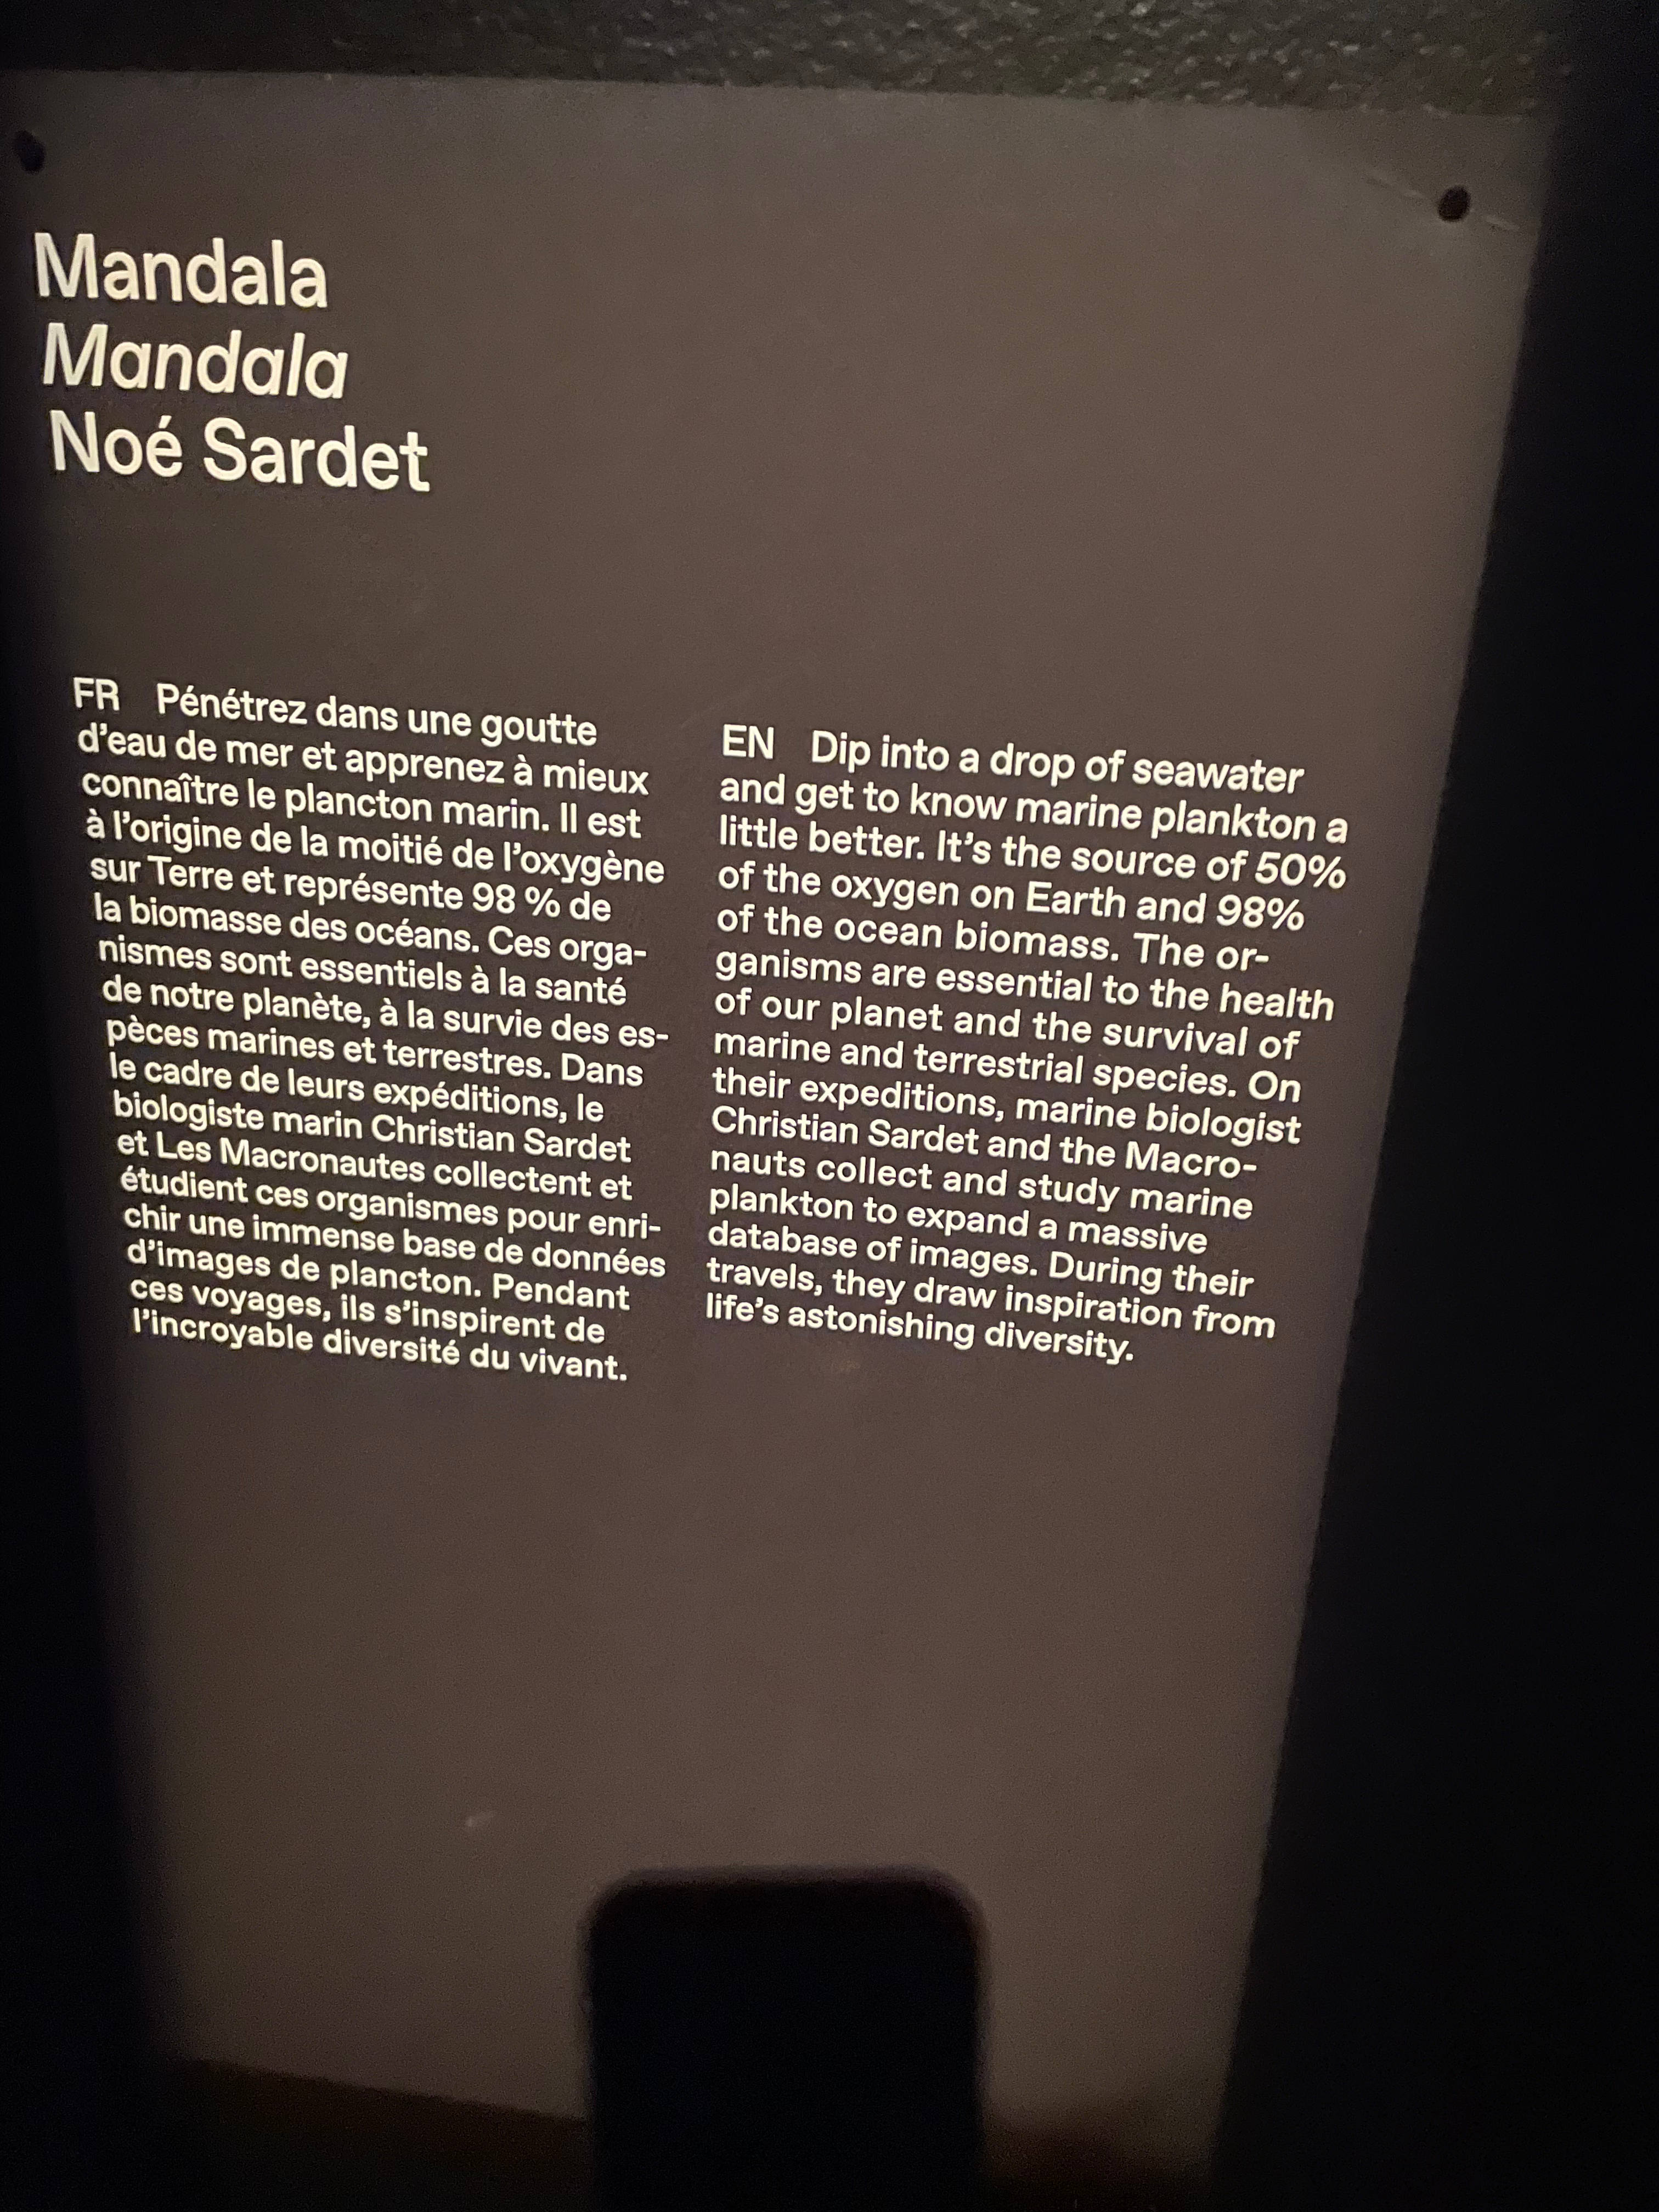 Mandala
Mandala
Noé Sardet
FR Pénétrez dans une goutte
d'eau de mer et apprenez à mieux
connaître le plancton marin. Il est
à l'origine de la moitié de l'oxygène
sur Terre et représente 98 % de
la biomasse des océans. Ces orga-
nismes sont essentiels à la santé
de notre planète, à la survie des es-
pèces marines et terrestres. Dans
le cadre de leurs expéditions, le
biologiste marin Christian Sardet
et Les Macronautes collectent et
étudient ces organismes pour enri-
chir une immense base de données
d'images de plancton. Pendant
ces voyages, ils s'inspirent de
l'incroyable diversité du vivant.
EN Dip into a drop of seawater
and get to know marine plankton a
little better. It's the source of 50%
of the oxygen on Earth and 98%
of the ocean biomass. The or-
ganisms are essential to the health
of our planet and the survival of
marine and terrestrial species. On
their expeditions, marine biologist
Christian Sardet and the Macro-
nauts collect and study marine
plankton to expand a massive
database of images. During their
travels, they draw inspiration from
life's astonishing diversity.